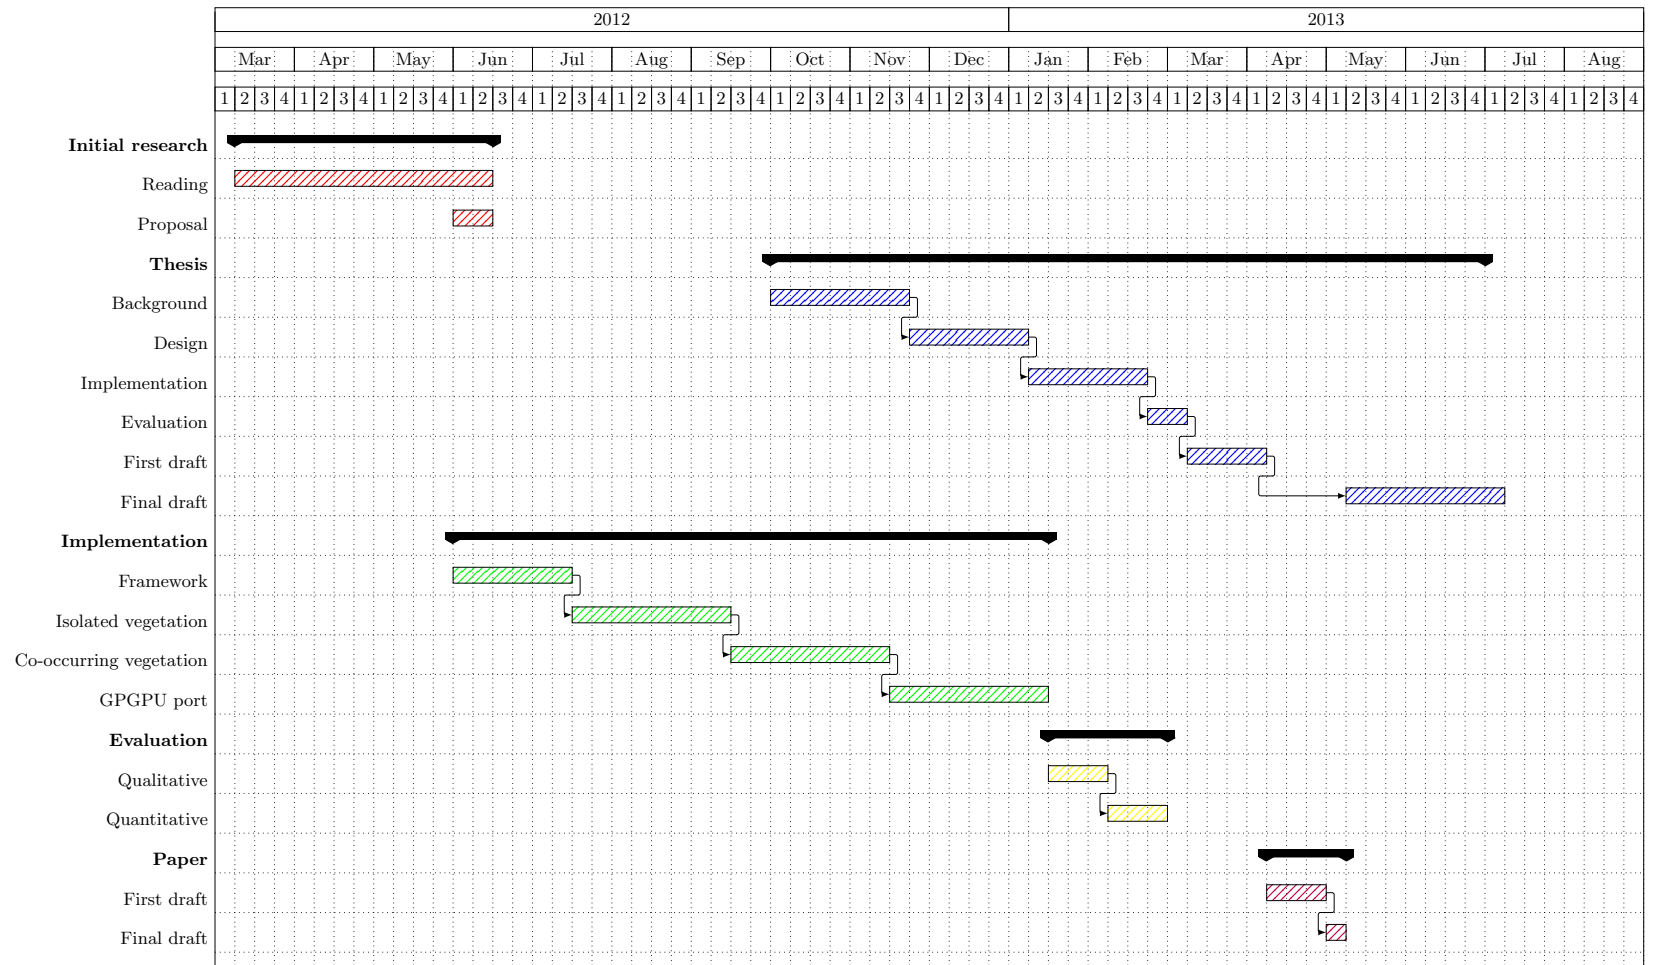 2012 2013
Mar Apr May Jun Jul Aug Sep Oct Nov Dec Jan Feb Mar Apr May Jun Jul Aug
1 2 3 4 1 2 3 4 1 2 3 4 1 2 3 4 1 2 3 4 1 2 3 4 1 2 3 4 1 2 3 4 1 2 3 4 1 2 3 4 1 2 3 4 1 2 3 4 1 2 3 4 1 2 3 4 1 2 3 4 1 2 3 4 1 2 3 4 1 2 3 4
Initial research
Reading
Proposal
Thesis
Background
Design
Implementation
Evaluation
First draft
Final draft
Implementation
Framework
Isolated vegetation
Co-occurring vegetation
GPGPU port
Evaluation
Qualitative
Quantitative
Paper
First draft
Final draft